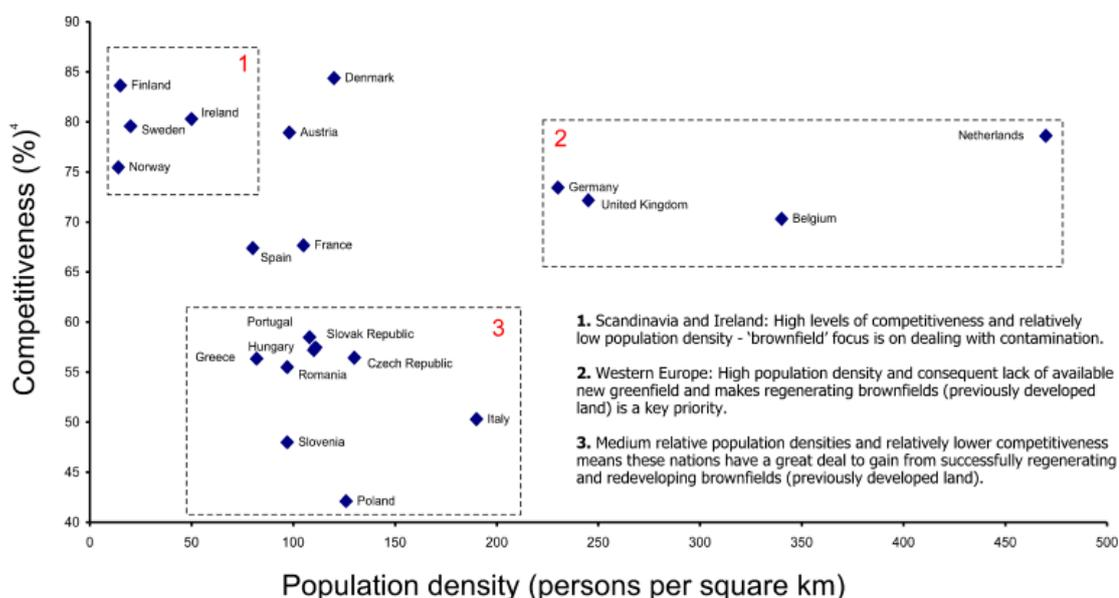 90
85
80
75
70
65
60
55
50
45
40
Competitiveness (%)4
1
Finland
Ireland
Sweden
Norway
Denmark
Austria
2
Netherlands
Germany
United Kingdom
Belgium
France
Spain
3
Portugal
Slovak Republic
Hungary
Greece
Czech Republic
Romania
Italy
Slovenia
Poland
1. Scandinavia and Ireland: High levels of competitiveness and relatively
low population density - ‘brownfield’ focus is on dealing with contamination.
2. Western Europe: High population density and consequent lack of available
new greenfield and makes regenerating brownfields (previously developed
land) is a key priority.
3. Medium relative population densities and relatively lower competitiveness
means these nations have a great deal to gain from successfully regenerating
and redeveloping brownfields (previously developed land).
0 50 100 150 200 250 300 350 400 450 500
Population density (persons per square km)